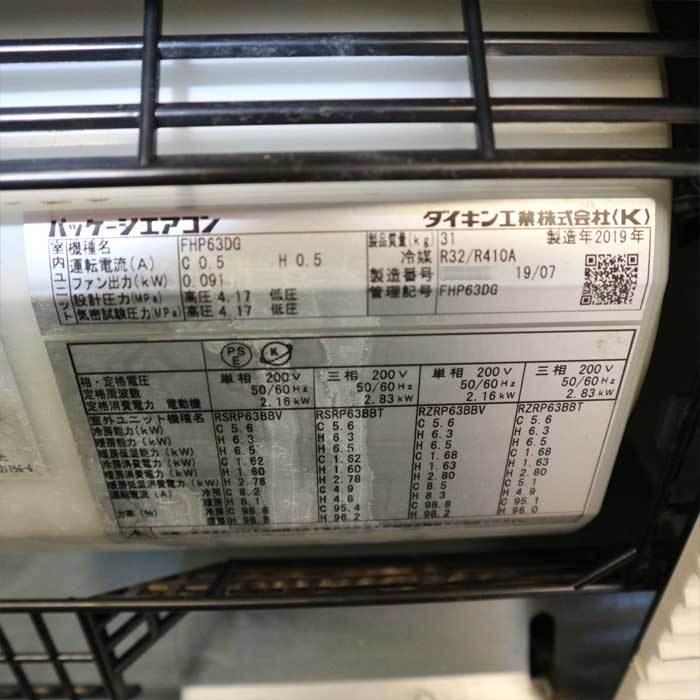 パッケージエアコン ダイキン工業株式会社〈K〉
室内ユニット
機種名 FHP63DG 製品質量(kg) 31 製造年2019年
運転電流(A) C 0.5 H 0.5 冷媒 R32/R410A
ファン出力(kW) 0.091 製造番号 19/07
設計圧力(MPa) 高圧 4.17 低圧 管理記号 FHP63DG
気密試験圧力(MPa) 高圧 4.17 低圧
PS E K
相・定格電圧 単相 200V 三相 200V 単相 200V 三相 200V
定格周波数 50/60Hz 50/60Hz 50/60Hz 50/60Hz
定格消費電力 電動機 2.16kW 2.83kW 2.16kW 2.83kW
室外ユニット機種名 RSRP63BBV RSRP63BBT RZRP63BBV RZRP63BBT
冷房能力(kW) C 5.6 C 5.6 C 5.6 C 5.6
暖房能力(kW) H 6.3 H 6.3 H 6.3 H 6.3
暖房低温能力(kW) H 6.5 H 6.5 H 6.5 H 6.5
冷房消費電力(kW) C 1.62 C 1.62 C 1.68 C 1.68
暖房消費電力(kW) H 1.60 H 1.60 H 1.63 H 1.63
暖房低温消費電力(kW) H 2.78 H 2.78 H 2.80 H 2.80
運転電流(A) 冷房 C 8.2 C 4.9 C 8.5 C 5.1
暖房 H 8.1 H 4.8 H 8.3 H 4.9
力率(%) 冷房 C 98.8 C 95.4 C 98.8 C 95.1
暖房 H 98.8 H 96.2 H 98.2 H 96.0